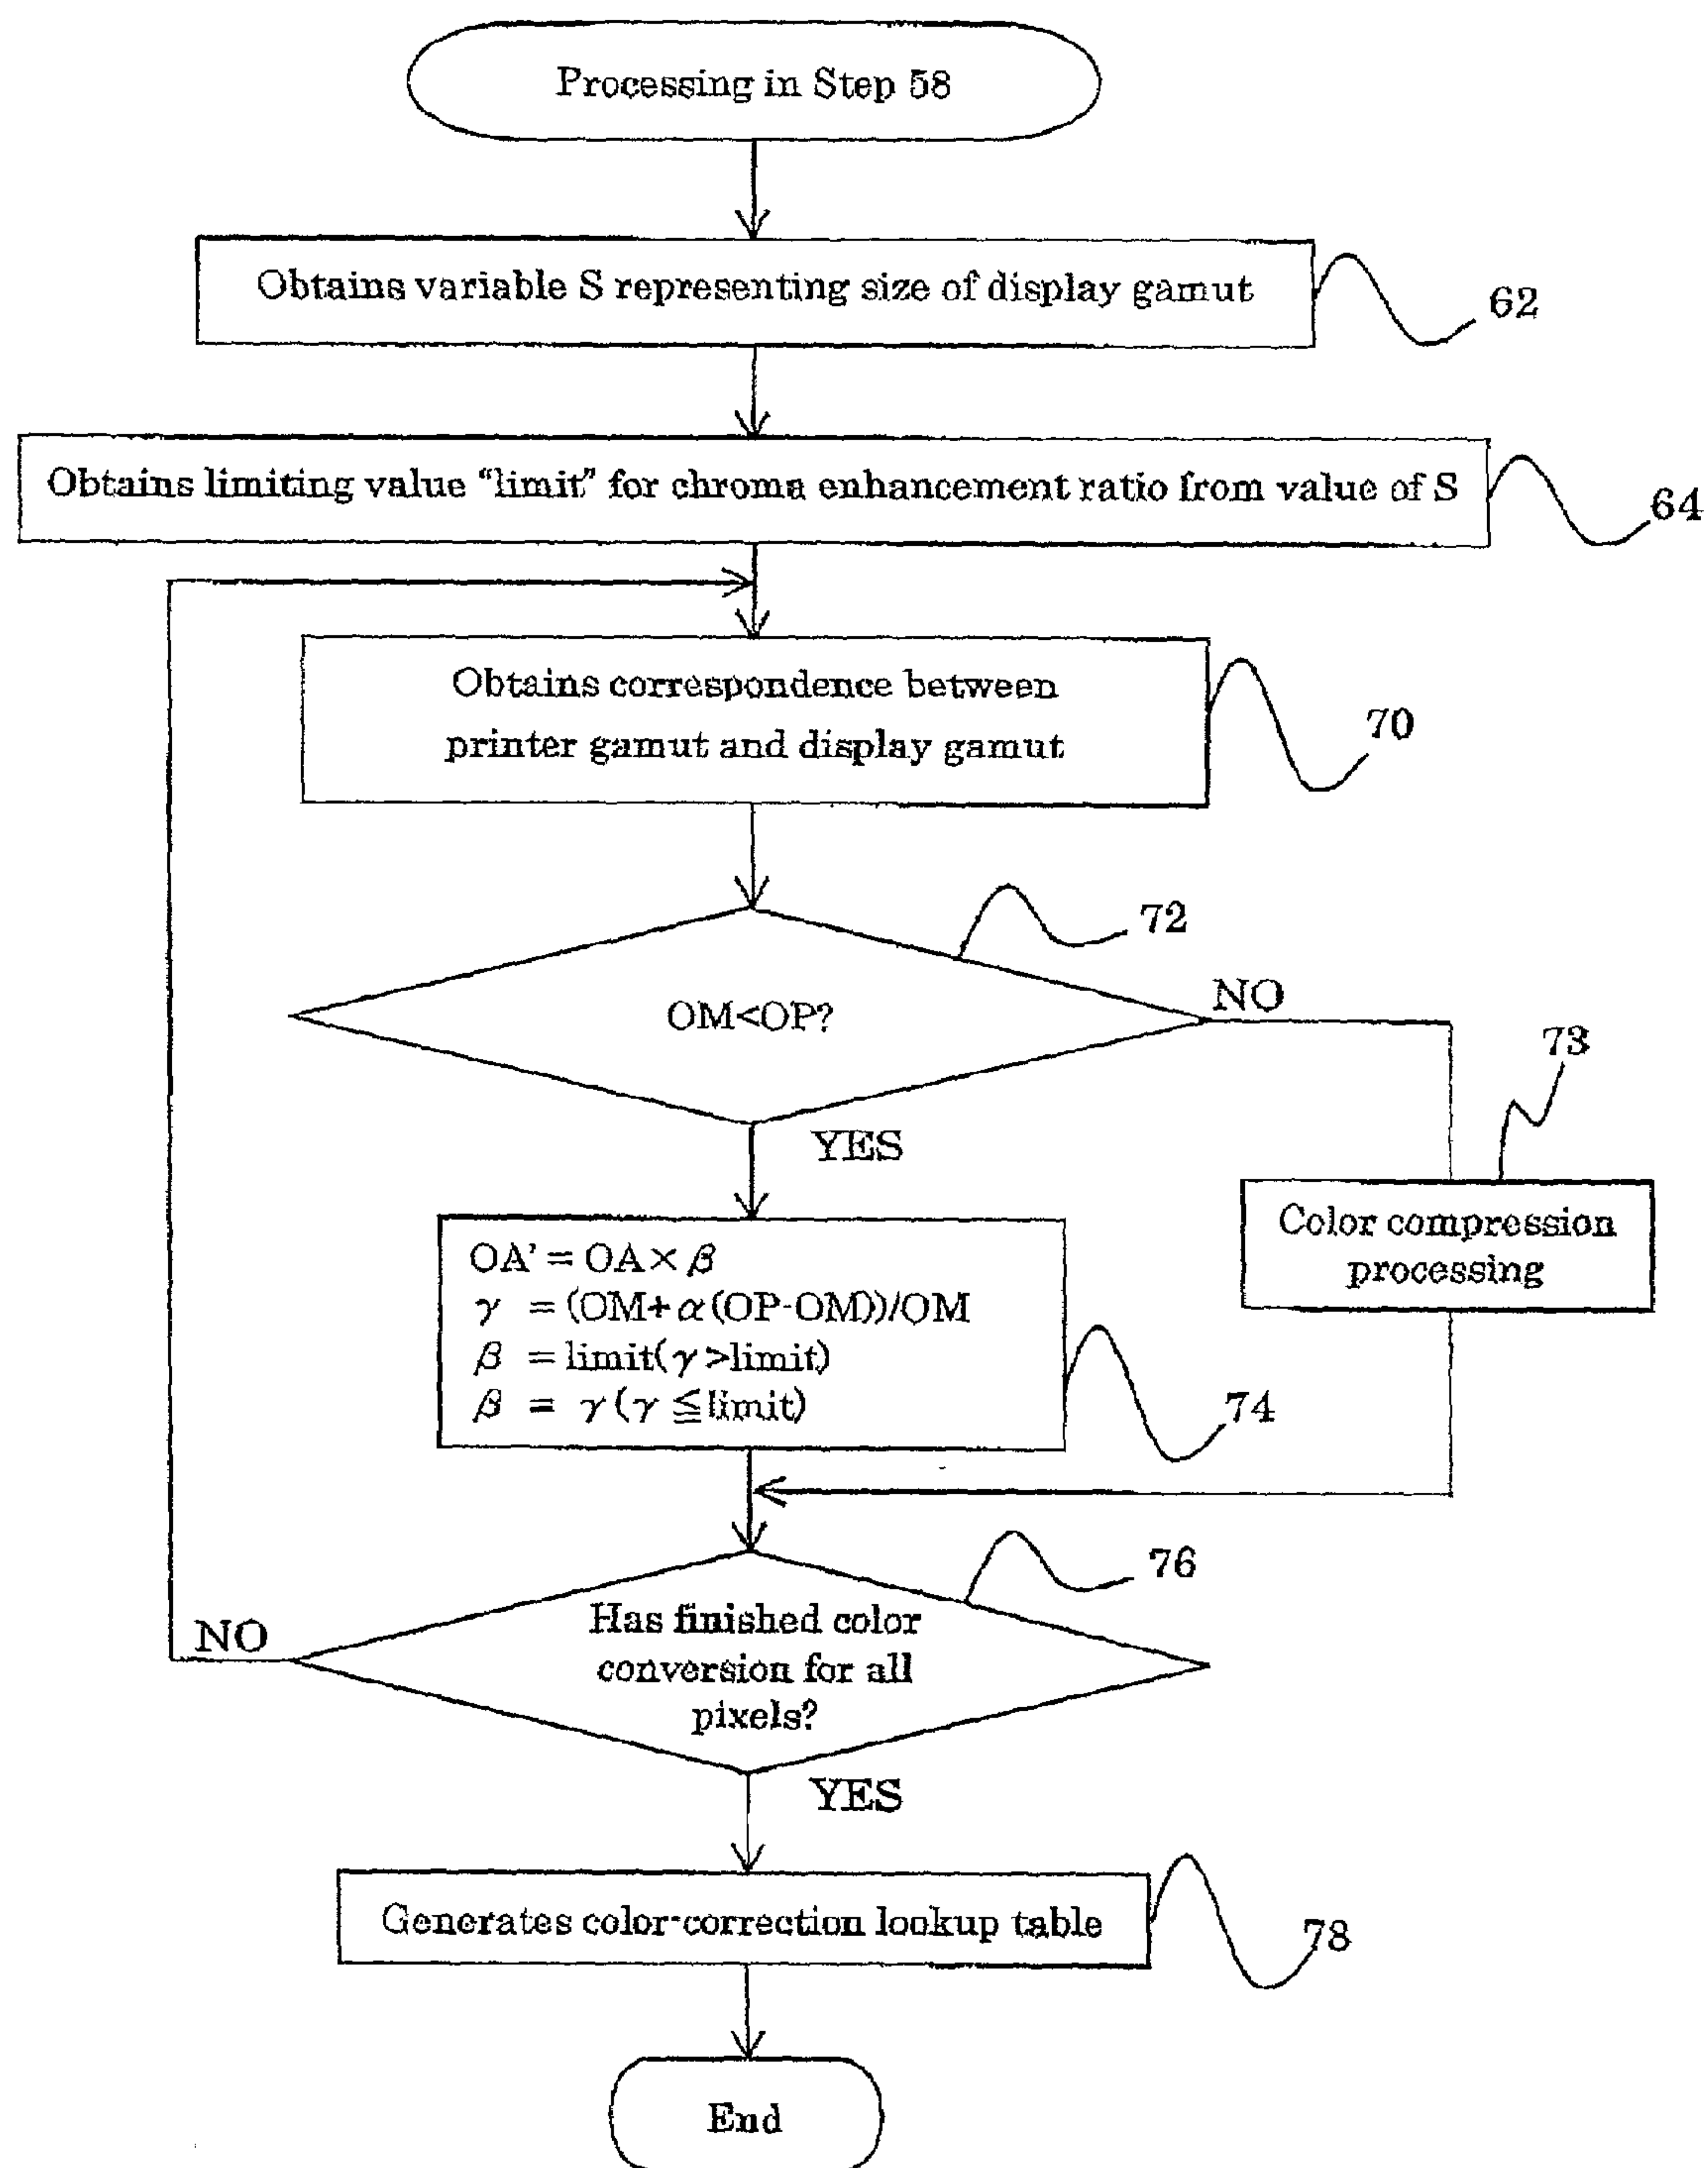 Processing in Step 58
Obtains variable S representing size of display gamut
62
Obtains limiting value "limit" for chroma enhancement ratio from value of S
64
Obtains correspondence between
printer gamut and display gamut
70
72
OM<OP?
NO
73
YES
Color compression
processing
OA' = OA × β
γ = (OM+α(OP-OM))/OM
β = limit(γ>limit)
β = γ(γ≦limit)
74
76
Has finished color
conversion for all
pixels?
NO
YES
Generates color-correction lookup table
78
End